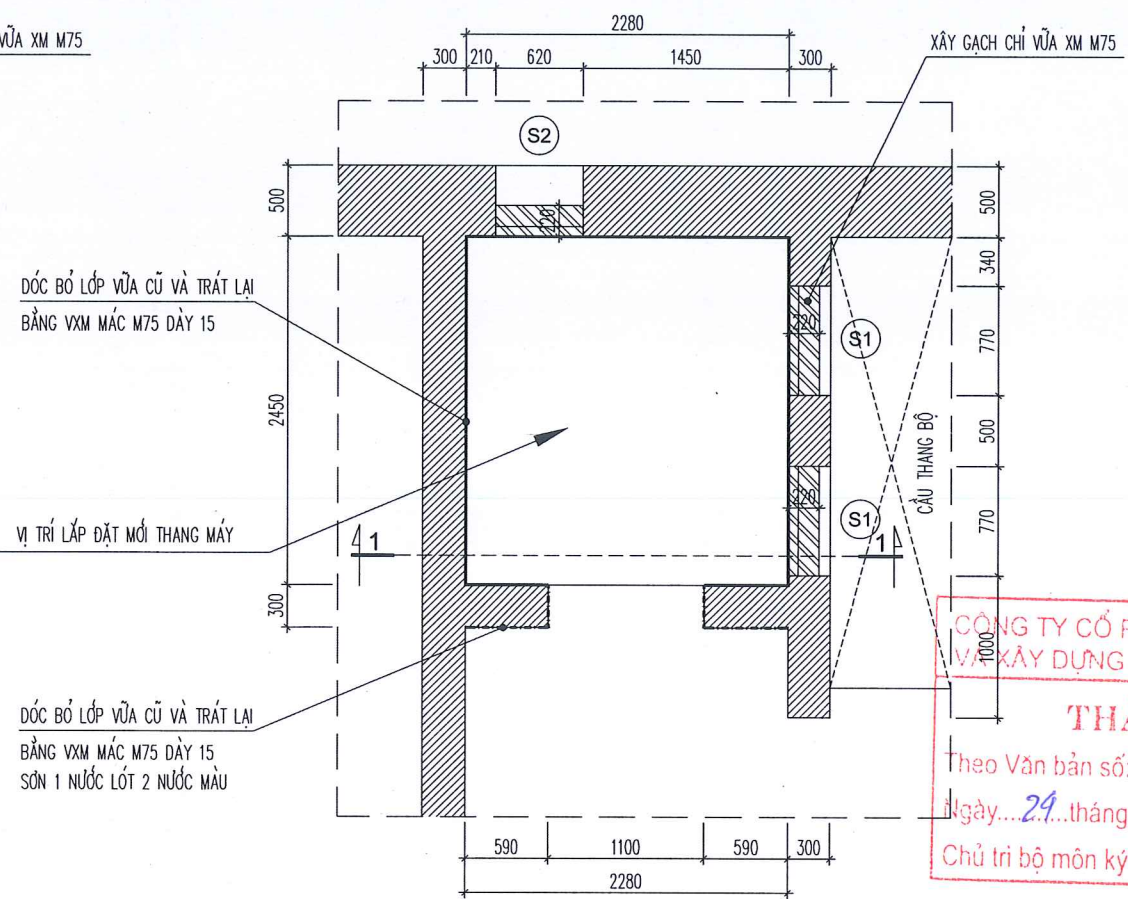 VỮA XM M75
2280
XÂY GẠCH CHỈ VỮA XM M75
300 210 620 1450 300
S2
500
500
220
340
DÓC BỎ LỚP VỮA CŨ VÀ TRÁT LẠI
BẰNG VXM MÁC M75 DÀY 15
220
S1
770
2450
500
CẦU THANG BỘ
220
S1
770
VỊ TRÍ LẮP ĐẶT MỚI THANG MÁY
1 1
300
1000
CÔNG TY CỔ
VÀ XÂY DỰNG
DÓC BỎ LỚP VỮA CŨ VÀ TRÁT LẠI
BẰNG VXM MÁC M75 DÀY 15
SƠN 1 NƯỚC LÓT 2 NƯỚC MÀU
Theo Văn bản số:
Ngày....29..tháng
Chủ trì bộ môn ký
590 1100 590 300
2280